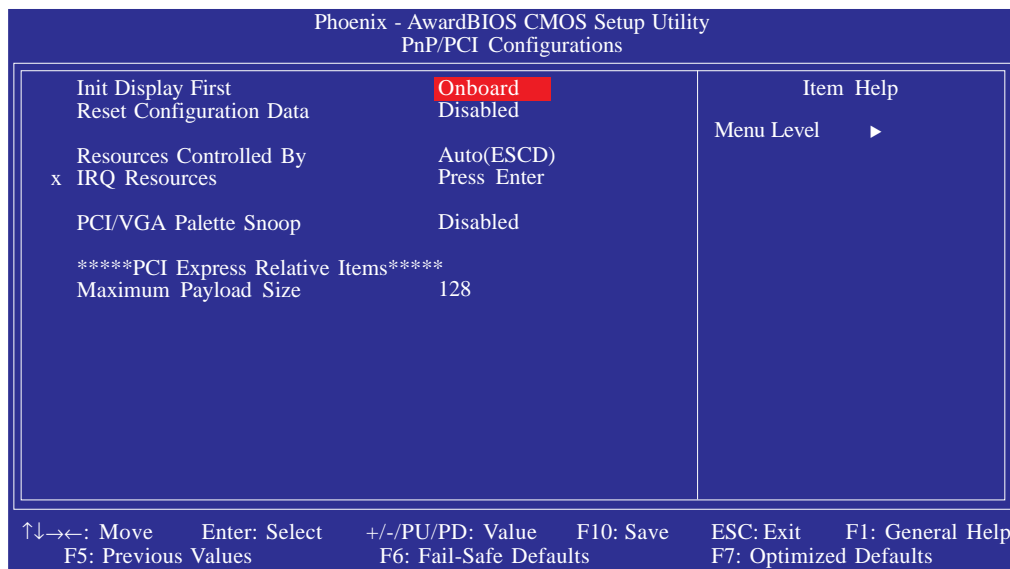 Phoenix - AwardBIOS CMOS Setup Utility
PnP/PCI Configurations
Init Display First Onboard
Reset Configuration Data Disabled
Resources Controlled By Auto(ESCD)
x IRQ Resources Press Enter
PCI/VGA Palette Snoop Disabled
*****PCI Express Relative Items*****
Maximum Payload Size 128
Item Help
Menu Level ▶
↑↓→←: Move Enter: Select +/-/PU/PD: Value F10: Save ESC: Exit F1: General Help
F5: Previous Values F6: Fail-Safe Defaults F7: Optimized Defaults